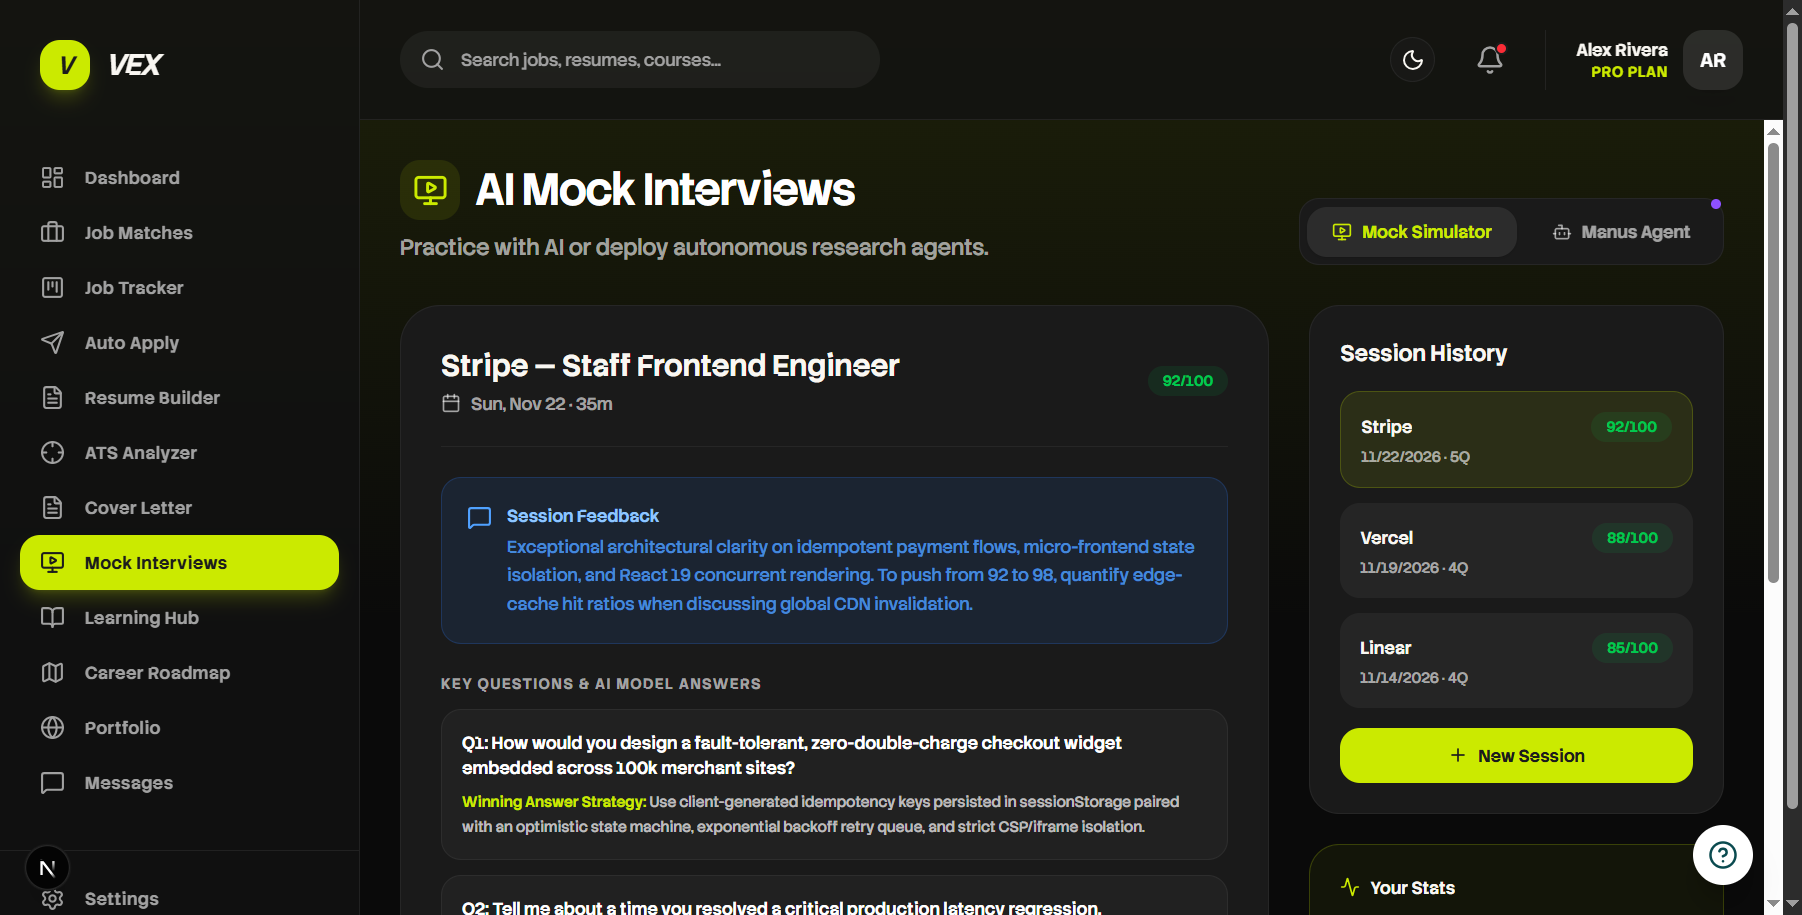 V VEX
Search jobs, resumes, courses...
Alex Rivera
PRO PLAN
AR
Dashboard
Job Matches
Job Tracker
Auto Apply
Resume Builder
ATS Analyzer
Cover Letter
Mock Interviews
Learning Hub
Career Roadmap
Portfolio
Messages
N
Settings
AI Mock Interviews
Practice with AI or deploy autonomous research agents.
Mock Simulator
Manus Agent
Stripe — Staff Frontend Engineer
Sun, Nov 22 · 35m
92/100
Session Feedback
Exceptional architectural clarity on idempotent payment flows, micro-frontend state
isolation, and React 19 concurrent rendering. To push from 92 to 98, quantify edge-
cache hit ratios when discussing global CDN invalidation.
KEY QUESTIONS & AI MODEL ANSWERS
Q1: How would you design a fault-tolerant, zero-double-charge checkout widget
embedded across 100k merchant sites?
Winning Answer Strategy: Use client-generated idempotency keys persisted in sessionStorage paired
with an optimistic state machine, exponential backoff retry queue, and strict CSP/iframe isolation.
Q2: Tell me about a time you resolved a critical production latency regression.
Session History
Stripe
92/100
11/22/2026 · 5Q
Vercel
88/100
11/19/2026 · 4Q
Linear
85/100
11/14/2026 · 4Q
+ New Session
Your Stats
?